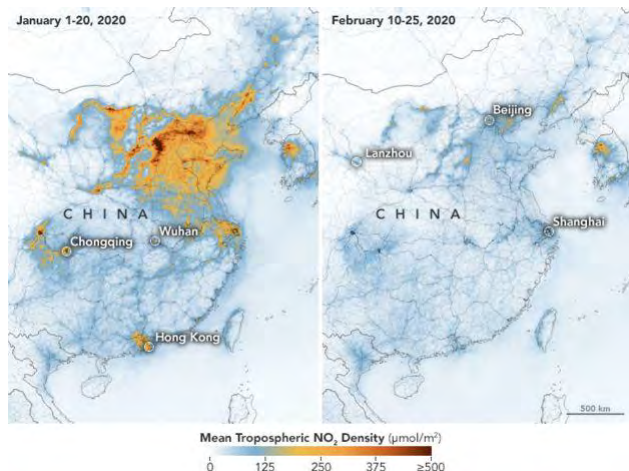 January 1-20, 2020
CHINA
Chongqing
Wuhan
Hong Kong
February 10-25, 2020
Beijing
Lanzhou
CHINA
Shanghai
500 km
Mean Tropospheric NO₂ Density (μmol/m²)
0 125 250 375 ≥500